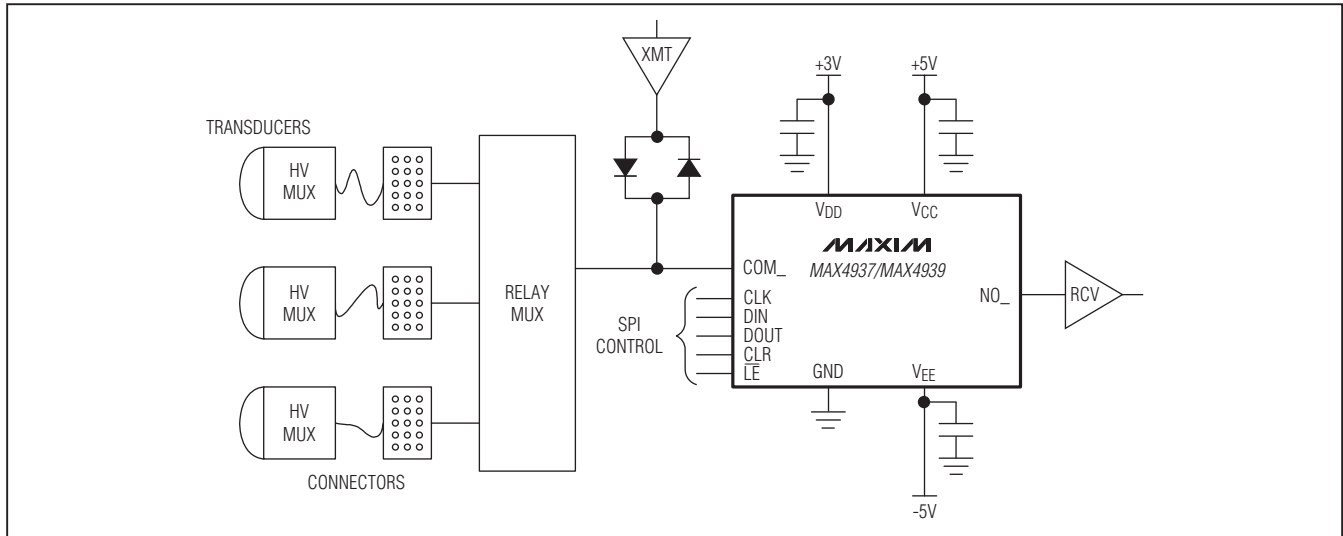 XMT
+3V
+5V
TRANSDUCERS
HV
MUX
HV
MUX
HV
MUX
CONNECTORS
RELAY
MUX
SPI
CONTROL
VDD
VCC
MAXIM
MAX4937/MAX4939
COM_
CLK
DIN
DOUT
CLR
L̅E̅
GND
VEE
NO_
RCV
-5V